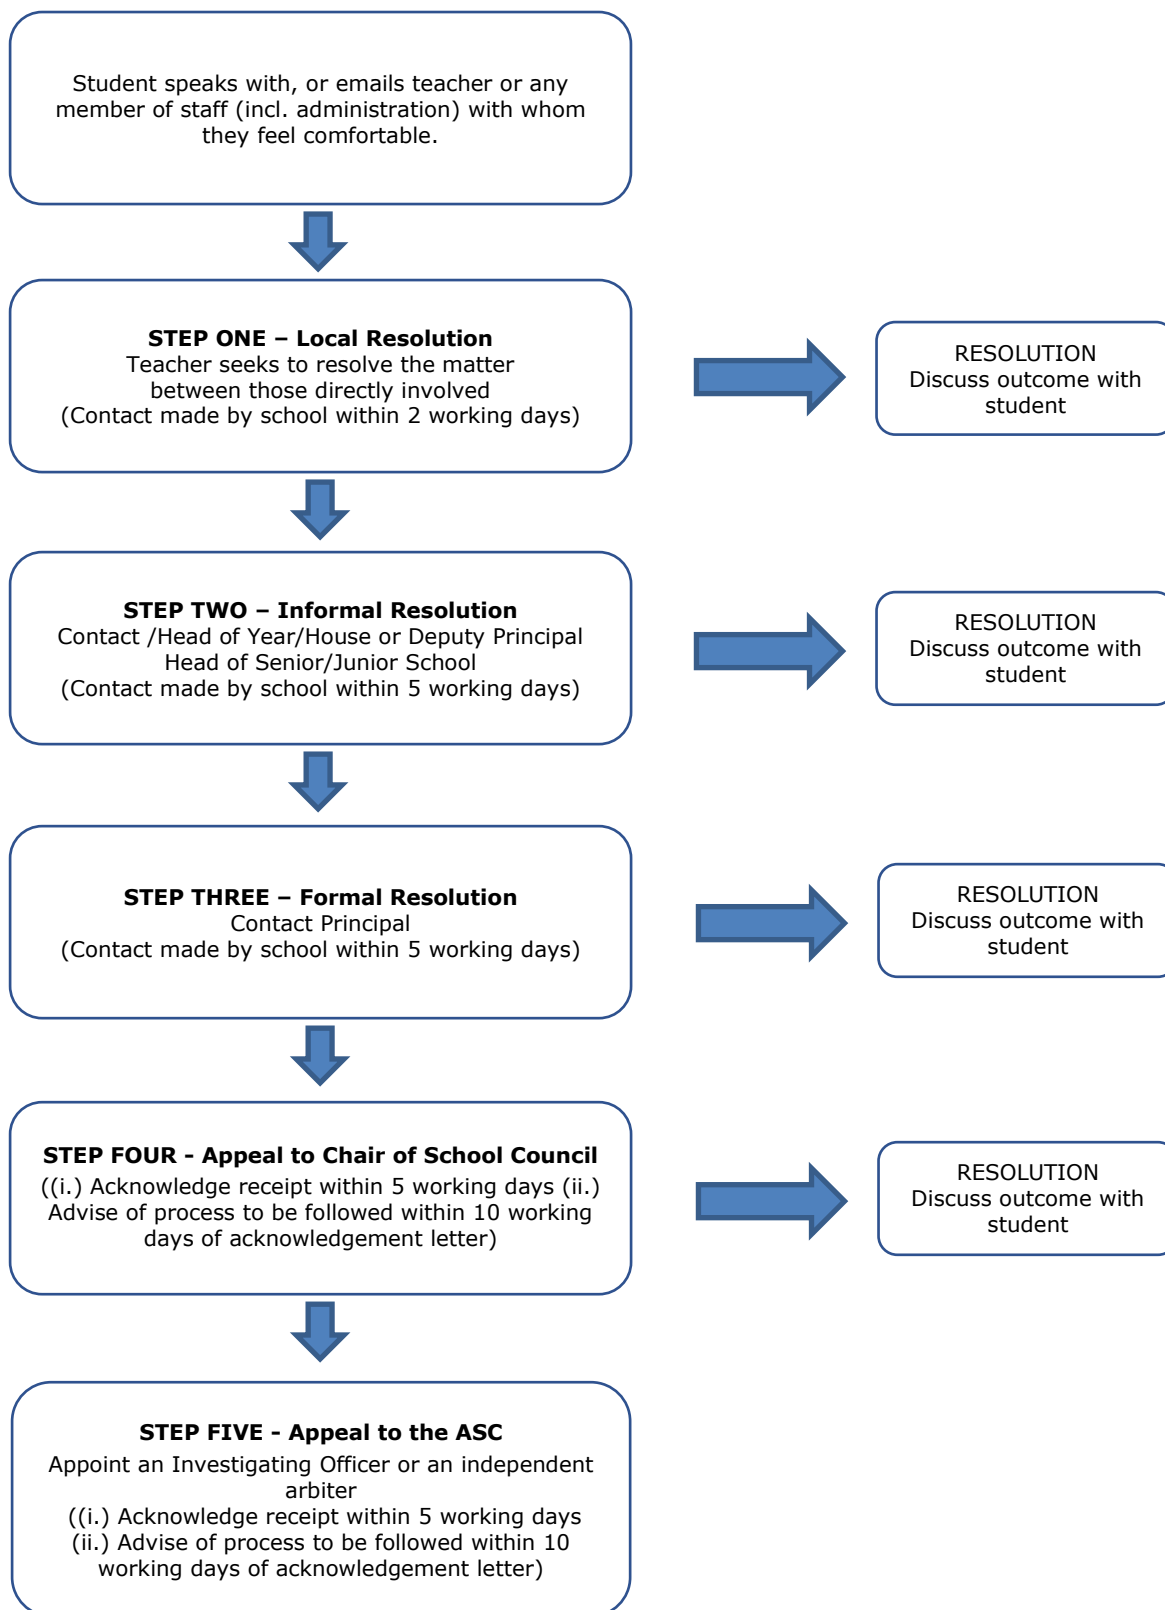 Student speaks with, or emails teacher or any
member of staff (incl. administration) with whom
they feel comfortable.
STEP ONE – Local Resolution
Teacher seeks to resolve the matter
between those directly involved
(Contact made by school within 2 working days)
RESOLUTION
Discuss outcome with
student
STEP TWO – Informal Resolution
Contact /Head of Year/House or Deputy Principal
Head of Senior/Junior School
(Contact made by school within 5 working days)
RESOLUTION
Discuss outcome with
student
STEP THREE – Formal Resolution
Contact Principal
(Contact made by school within 5 working days)
RESOLUTION
Discuss outcome with
student
STEP FOUR - Appeal to Chair of School Council
((i.) Acknowledge receipt within 5 working days (ii.)
Advise of process to be followed within 10 working
days of acknowledgement letter)
RESOLUTION
Discuss outcome with
student
STEP FIVE - Appeal to the ASC
Appoint an Investigating Officer or an independent
arbiter
((i.) Acknowledge receipt within 5 working days
(ii.) Advise of process to be followed within 10
working days of acknowledgement letter)